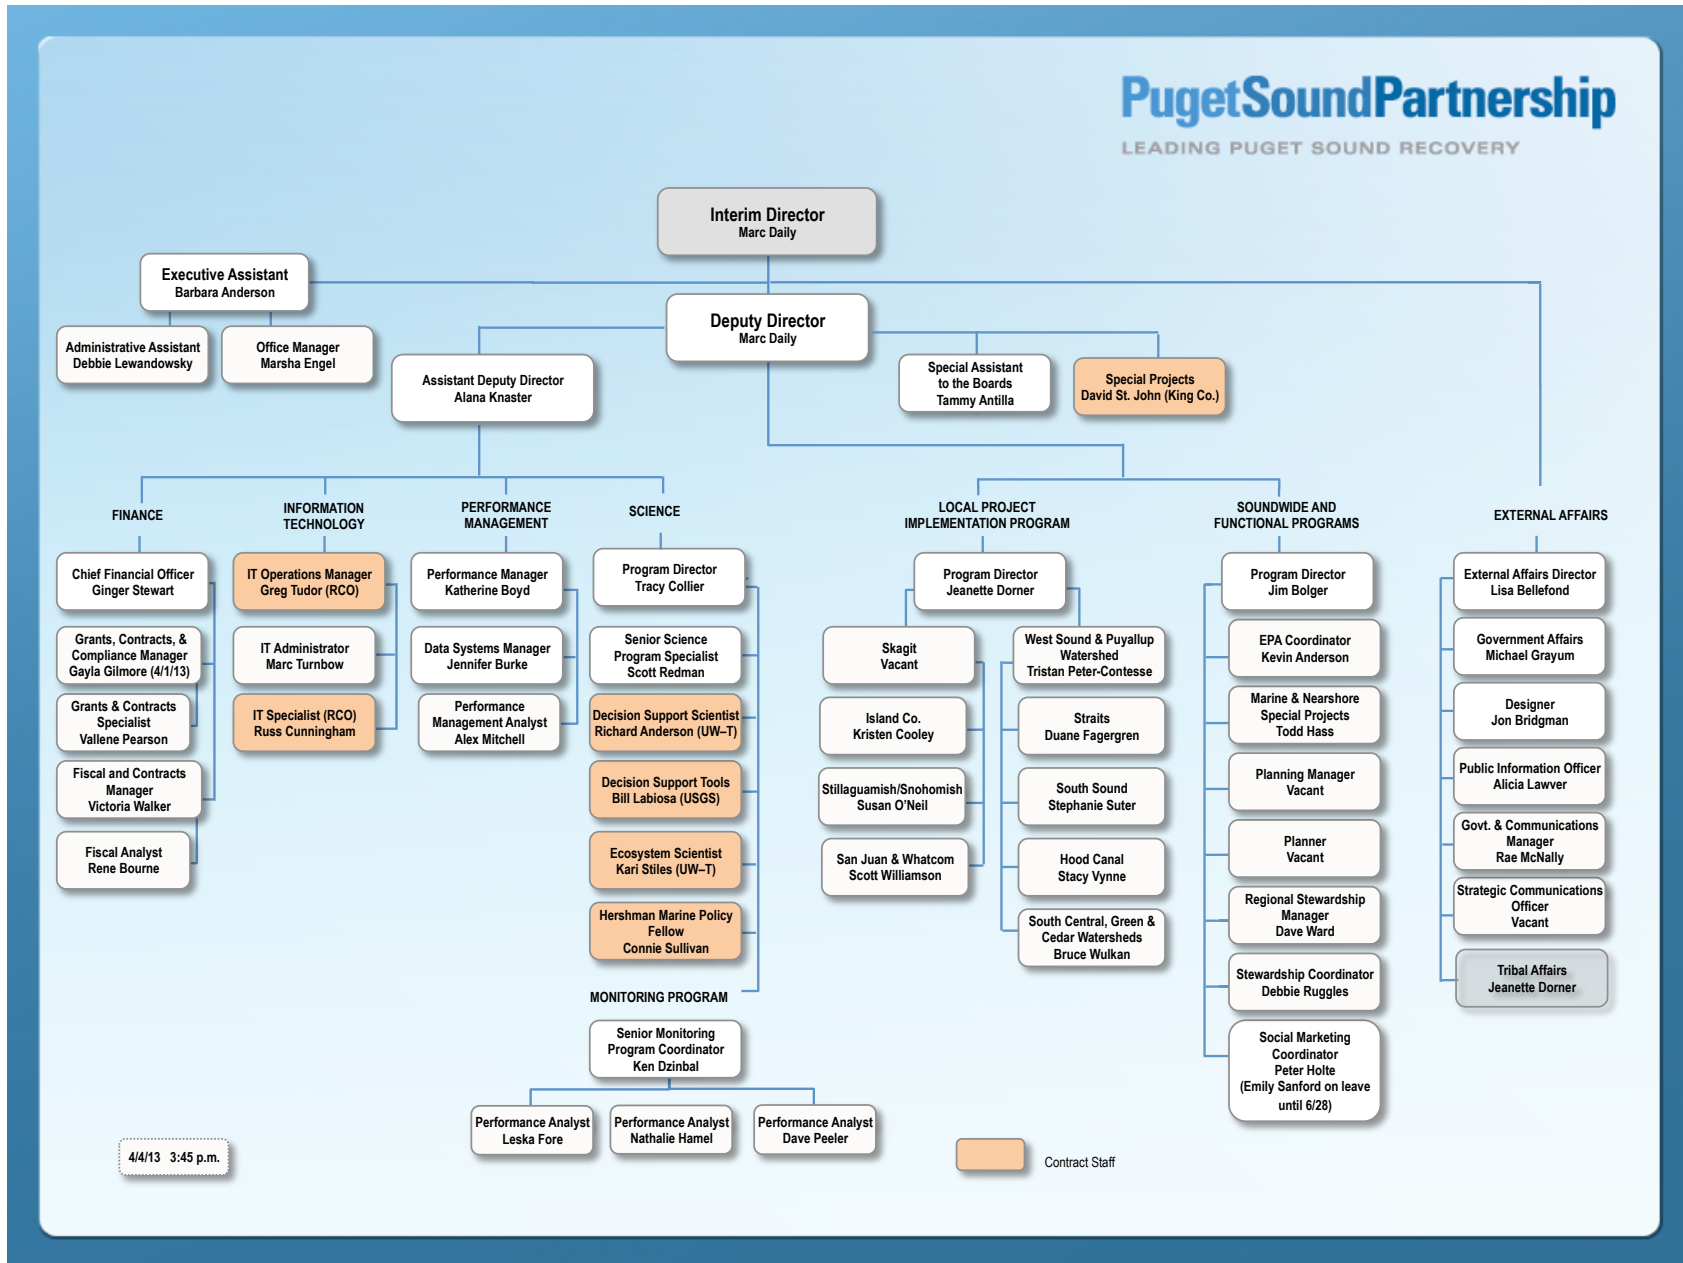 PugetSoundPartnership
LEADING PUGET SOUND RECOVERY
Interim Director
Marc Daily
Executive Assistant
Barbara Anderson
Administrative Assistant
Debbie Lewandowsky
Office Manager
Marsha Engel
Deputy Director
Marc Daily
Assistant Deputy Director
Alana Knaster
Special Assistant
to the Boards
Tammy Antilla
Special Projects
David St. John (King Co.)
FINANCE
Chief Financial Officer
Ginger Stewart
Grants, Contracts, &
Compliance Manager
Gayla Gilmore (4/1/13)
Grants & Contracts
Specialist
Vallene Pearson
Fiscal and Contracts
Manager
Victoria Walker
Fiscal Analyst
Rene Bourne
INFORMATION
TECHNOLOGY
IT Operations Manager
Greg Tudor (RCO)
IT Administrator
Marc Turnbow
IT Specialist (RCO)
Russ Cunningham
PERFORMANCE
MANAGEMENT
Performance Manager
Katherine Boyd
Data Systems Manager
Jennifer Burke
Performance
Management Analyst
Alex Mitchell
SCIENCE
Program Director
Tracy Collier
Senior Science
Program Specialist
Scott Redman
Decision Support Scientist
Richard Anderson (UW–T)
Decision Support Tools
Bill Labiosa (USGS)
Ecosystem Scientist
Kari Stiles (UW–T)
Hershman Marine Policy
Fellow
Connie Sullivan
MONITORING PROGRAM
Senior Monitoring
Program Coordinator
Ken Dzinbal
Performance Analyst
Leska Fore
Performance Analyst
Nathalie Hamel
Performance Analyst
Dave Peeler
LOCAL PROJECT
IMPLEMENTATION PROGRAM
Program Director
Jeanette Dorner
Skagit
Vacant
Island Co.
Kristen Cooley
Stillaguamish/Snohomish
Susan O'Neil
San Juan & Whatcom
Scott Williamson
West Sound & Puyallup
Watershed
Tristan Peter-Contesse
Straits
Duane Fagergren
South Sound
Stephanie Suter
Hood Canal
Stacy Vynne
South Central, Green &
Cedar Watersheds
Bruce Wulkan
SOUNDWIDE AND
FUNCTIONAL PROGRAMS
Program Director
Jim Bolger
EPA Coordinator
Kevin Anderson
Marine & Nearshore
Special Projects
Todd Hass
Planning Manager
Vacant
Planner
Vacant
Regional Stewardship
Manager
Dave Ward
Stewardship Coordinator
Debbie Ruggles
Social Marketing
Coordinator
Peter Holte
(Emily Sanford on leave
until 6/28)
EXTERNAL AFFAIRS
External Affairs Director
Lisa Bellefond
Government Affairs
Michael Grayum
Designer
Jon Bridgman
Public Information Officer
Alicia Lawver
Govt. & Communications
Manager
Rae McNally
Strategic Communications
Officer
Vacant
Tribal Affairs
Jeanette Dorner
4/4/13 3:45 p.m.
Contract Staff